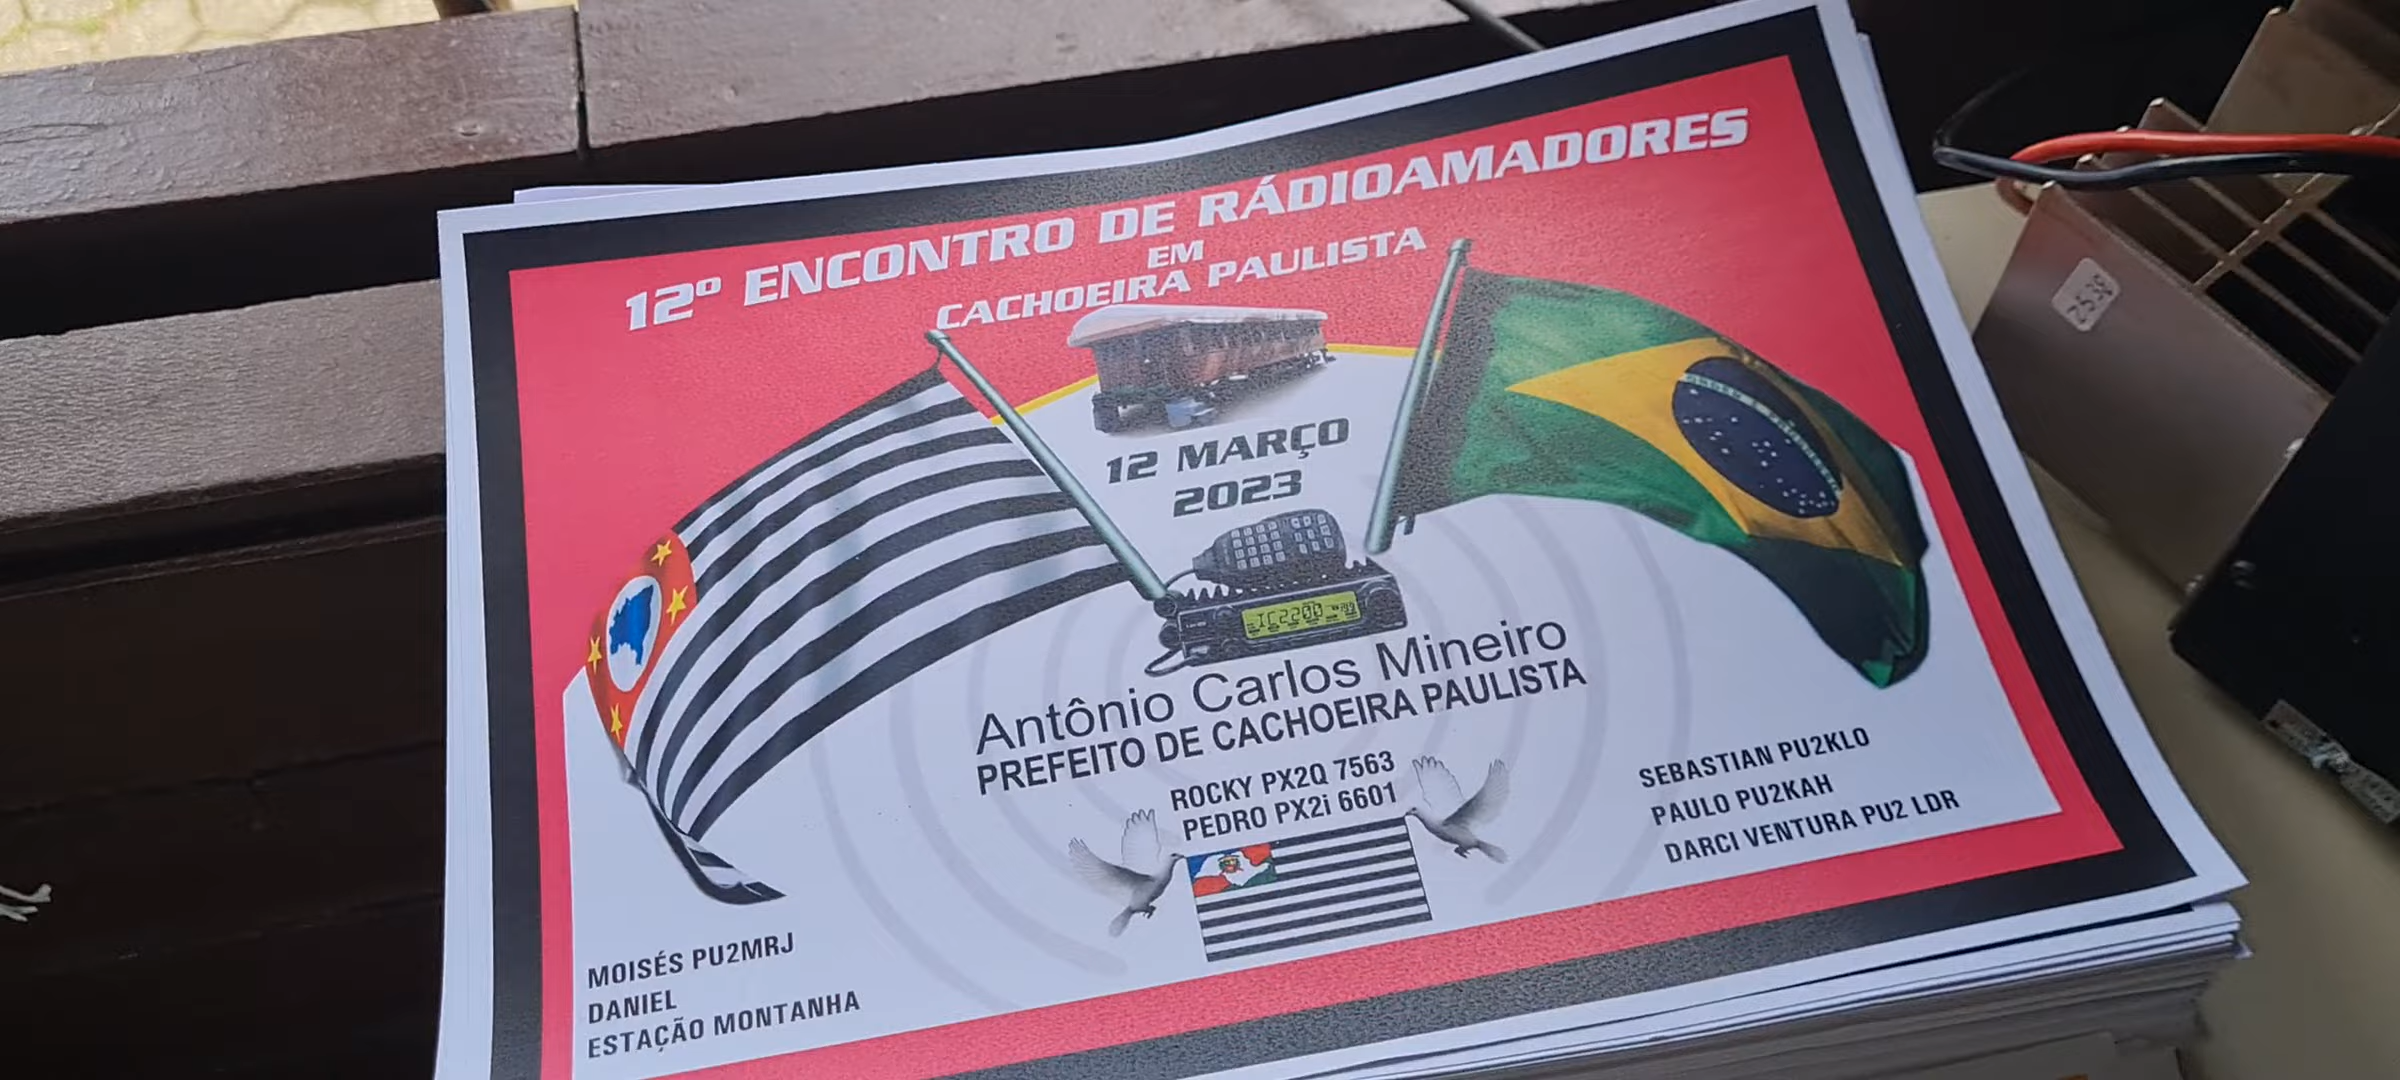 12º ENCONTRO DE RÁDIOAMADORES
EM
CACHOEIRA PAULISTA
12 MARÇO
2023
IC2200
Antônio Carlos Mineiro
PREFEITO DE CACHOEIRA PAULISTA
ROCKY PX2Q 7563
PEDRO PX2i 6601
SEBASTIAN PU2KLO
PAULO PU2KAH
DARCI VENTURA PU2 LDR
MOISÉS PU2MRJ
DANIEL
ESTAÇÃO MONTANHA